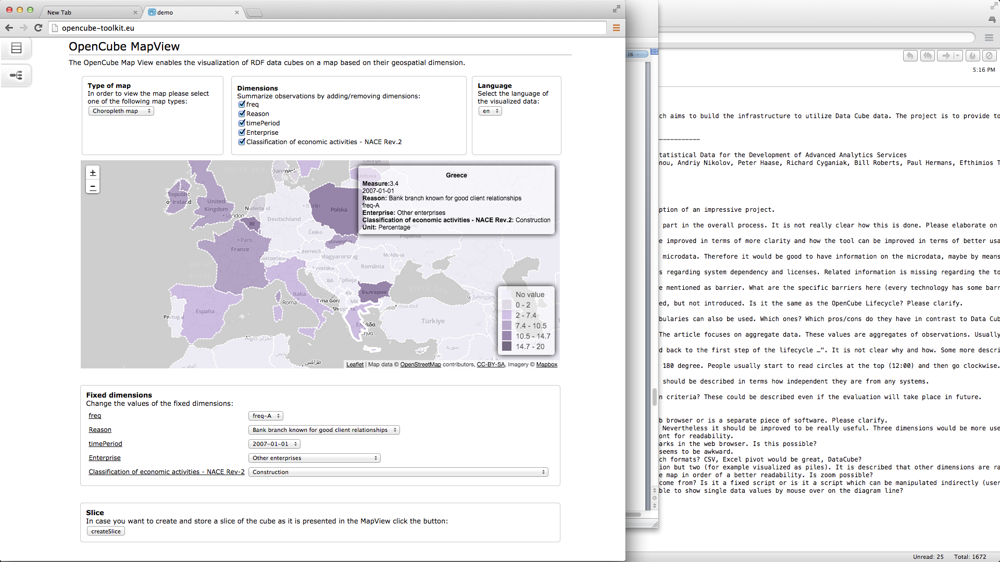 New Tab
demo
opencube-toolkit.eu
OpenCube MapView
The OpenCube Map View enables the visualization of RDF data cubes on a map based on their geospatial dimension.
Type of map
In order to view the map please select
one of the following map types:
Choropleth map
Dimensions
Summarize observations by adding/removing dimensions:
freq
Reason
timePeriod
Enterprise
Classification of economic activities - NACE Rev.2
Language
Select the language of
the visualized data:
en
+
−
North Sea
Danmark
Latvija
Lietuva
Republic
of Ireland
United
Kingdom
London
Nederland
Berlin
Polska
Deutschland
BE
Česko
Paris
France
Slovensko
Україна
Österreich
Switzerland
Magyarország
Moldova
Hrvatska
România
Bay of
Biscay
BA
Србија
Black Sea
Italia
Roma
Crna Gora
KV
България
MK
Shqipëria
İstanbul
España
Portugal
Ελλάδα
Αθήνα
Türkiye
تونس
طرابلس
المغرب
سورية
Greece
Measure:3.4
2007-01-01
Reason: Bank branch known for good client relationships
freq-A
Enterprise: Other enterprises
Classification of economic activities - NACE Rev.2: Construction
Unit: Percentage
No value
0 - 2
2 - 7.4
7.4 - 10.5
10.5 - 14.7
14.7 - 20
Leaflet | Map data © OpenStreetMap contributors, CC-BY-SA, Imagery © Mapbox
Fixed dimensions
Change the values of the fixed dimensions:
freq freq-A
Reason Bank branch known for good client relationships
timePeriod 2007-01-01
Enterprise Other enterprises
Classification of economic activities - NACE Rev-2 Construction
Slice
In case you want to create and store a slice of the cube as it is presented in the MapView click the button:
createSlice
16
5:16 PM
ch aims to build the infrastructure to utilize Data Cube data. The project is to provide to
------------
tatistical Data for the Development of Advanced Analytics Services
nou, Andriy Nikolov, Peter Haase, Richard Cyganiak, Bill Roberts, Paul Hermans, Efthimios T
ption of an impressive project.
part in the overall process. It is not really clear how this is done. Please elaborate on
e improved in terms of more clarity and how the tool can be improved in terms of better usa
microdata. Therefore it would be good to have information on the microdata, maybe by means
s regarding system dependency and licenses. Related information is missing regarding the to
e mentioned as barrier. What are the specific barriers here (every technology has some barr
ed, but not introduced. Is it the same as the OpenCube Lifecycle? Please clarify.
bularies can also be used. Which ones? Which pros/cons do they have in contrast to Data Cub
The article focuses on aggregate data. These values are aggregates of observations. Usually
d back to the first step of the lifecycle …". It is not clear why and how. Some more descri
180 degree. People usually start to read circles at the top (12:00) and then go clockwise.
should be described in terms how independent they are from any systems.
n criteria? These could be described even if the evaluation will take place in future.
b browser or is a separate piece of software. Please clarify.
Nevertheless it should be improved to be really useful. Three dimensions would be more use
ont for readability.
arks in the web browser. Is this possible?
seems to be awkward.
ch formats? CSV, Excel pivot would be great, DataCube?
ion but two (for example visualized as piles). It is described that other dimensions are ra
e map in order of a better readability. Is zoom possible?
come from? Is it a fixed script or is it a script which can be manipulated indirectly (user
ble to show single data values by mouse over on the diagram line?
Unread: 25 Total: 1672